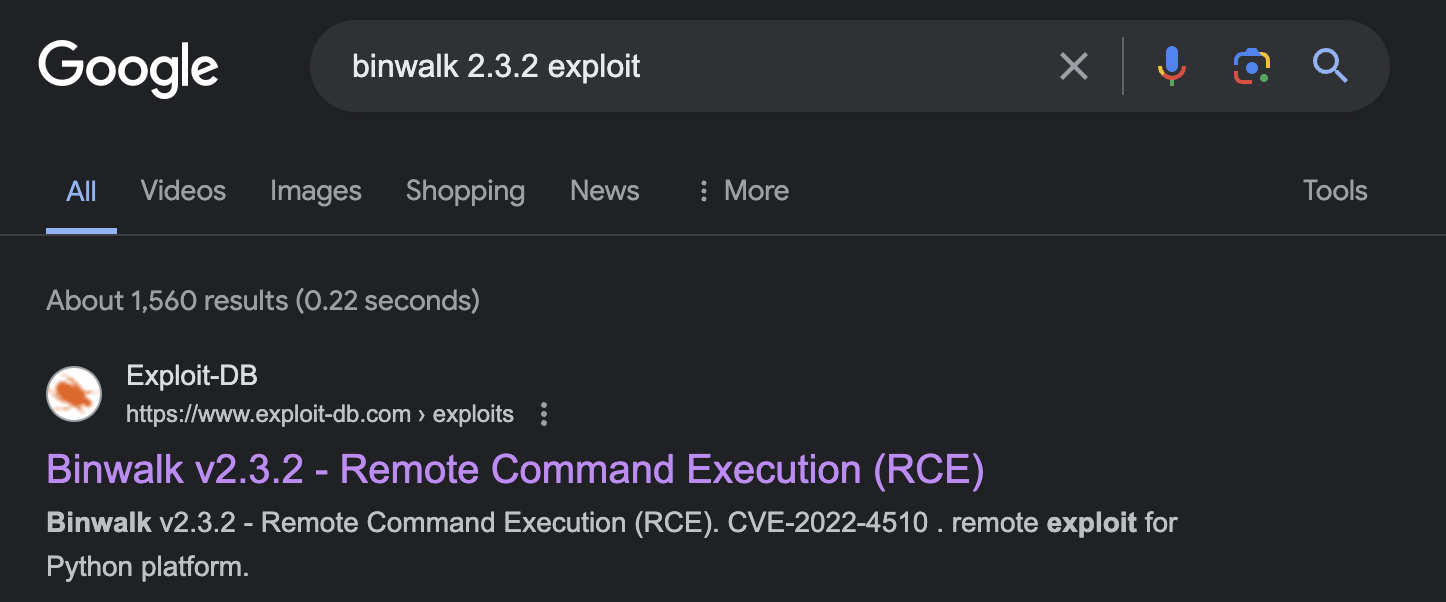 Google
binwalk 2.3.2 exploit
All Videos Images Shopping News More Tools
About 1,560 results (0.22 seconds)
Exploit-DB
https://www.exploit-db.com › exploits
Binwalk v2.3.2 - Remote Command Execution (RCE)
Binwalk v2.3.2 - Remote Command Execution (RCE). CVE-2022-4510 . remote exploit for
Python platform.